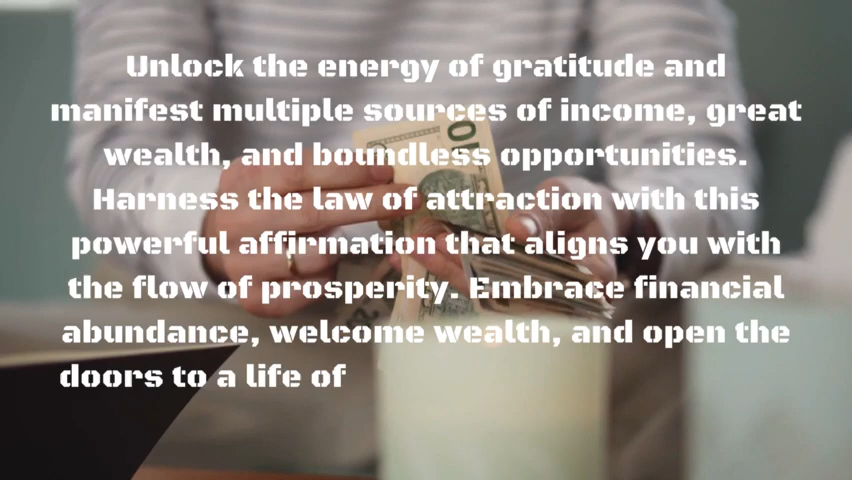 Unlock the energy of gratitude and
manifest multiple sources of income, great
wealth, and boundless opportunities.
Harness the law of attraction with this
powerful affirmation that aligns you with
the flow of prosperity. Embrace financial
abundance, welcome wealth, and open the
doors to a life of
10